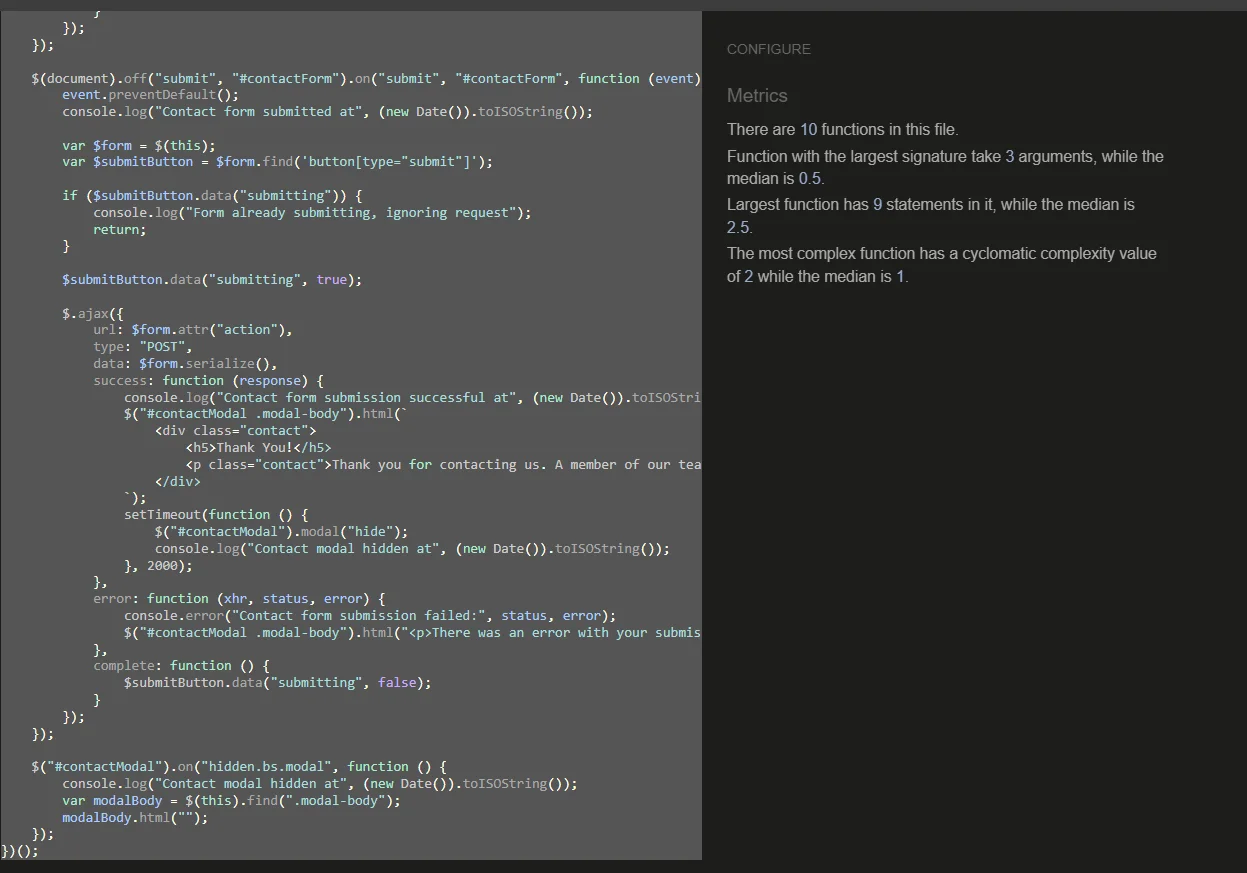 }
});
});
$(document).off("submit", "#contactForm").on("submit", "#contactForm", function (event)
event.preventDefault();
console.log("Contact form submitted at", (new Date()).toISOString());
var $form = $(this);
var $submitButton = $form.find('button[type="submit"]');
if ($submitButton.data("submitting")) {
console.log("Form already submitting, ignoring request");
return;
}
$submitButton.data("submitting", true);
$.ajax({
url: $form.attr("action"),
type: "POST",
data: $form.serialize(),
success: function (response) {
console.log("Contact form submission successful at", (new Date()).toISOStri
$("#contactModal .modal-body").html(`
<div class="contact">
<h5>Thank You!</h5>
<p class="contact">Thank you for contacting us. A member of our tea
</div>
`);
setTimeout(function () {
$("#contactModal").modal("hide");
console.log("Contact modal hidden at", (new Date()).toISOString());
}, 2000);
},
error: function (xhr, status, error) {
console.error("Contact form submission failed:", status, error);
$("#contactModal .modal-body").html("<p>There was an error with your submis
},
complete: function () {
$submitButton.data("submitting", false);
}
});
});
$("#contactModal").on("hidden.bs.modal", function () {
console.log("Contact modal hidden at", (new Date()).toISOString());
var modalBody = $(this).find(".modal-body");
modalBody.html("");
});
})();
CONFIGURE
Metrics
There are 10 functions in this file.
Function with the largest signature take 3 arguments, while the
median is 0.5.
Largest function has 9 statements in it, while the median is
2.5.
The most complex function has a cyclomatic complexity value
of 2 while the median is 1.